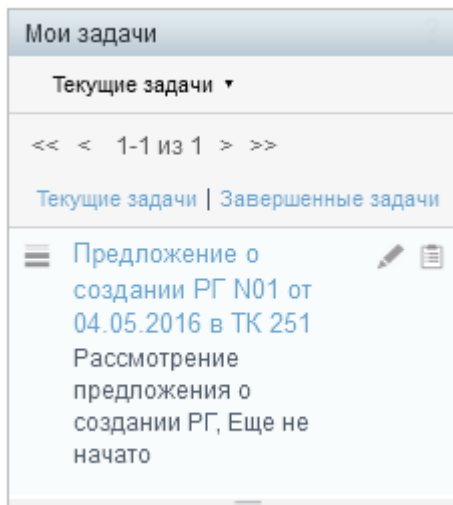 Мои задачи
Текущие задачи ▾
<< < 1-1 из 1 > >>
Текущие задачи | Завершенные задачи
Предложение о
создании РГ N01 от
04.05.2016 в ТК 251
Рассмотрение
предложения о
создании РГ, Еще не
начато